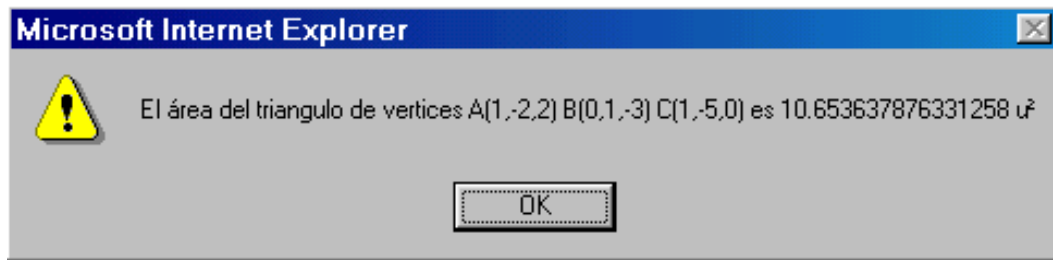 Microsoft Internet Explorer
El área del triangulo de vertices A(1,-2,2) B(0,1,-3) C(1,-5,0) es 10.653637876331258 u²
OK